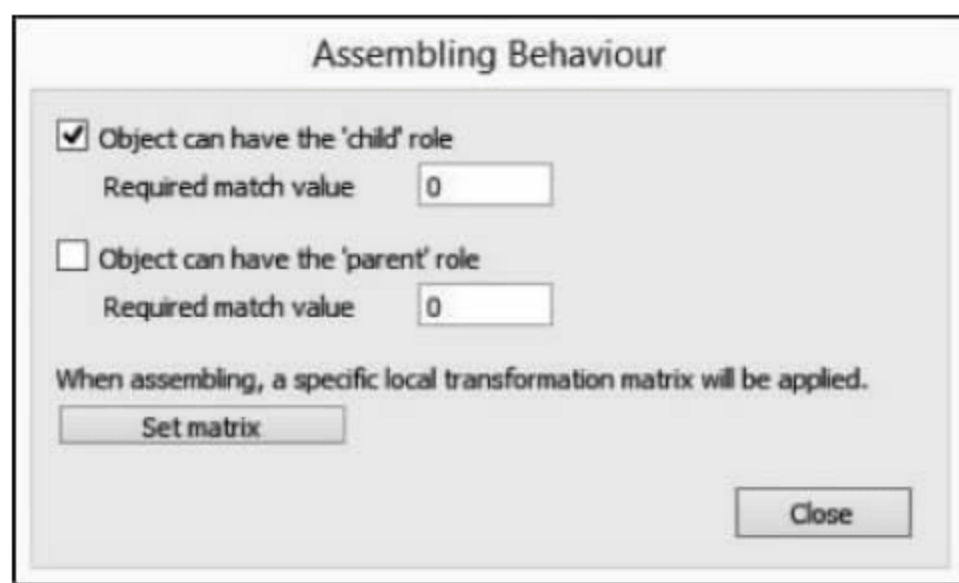 Assembling Behaviour
Object can have the 'child' role
Required match value 0
Object can have the 'parent' role
Required match value 0
When assembling, a specific local transformation matrix will be applied.
Set matrix
Close